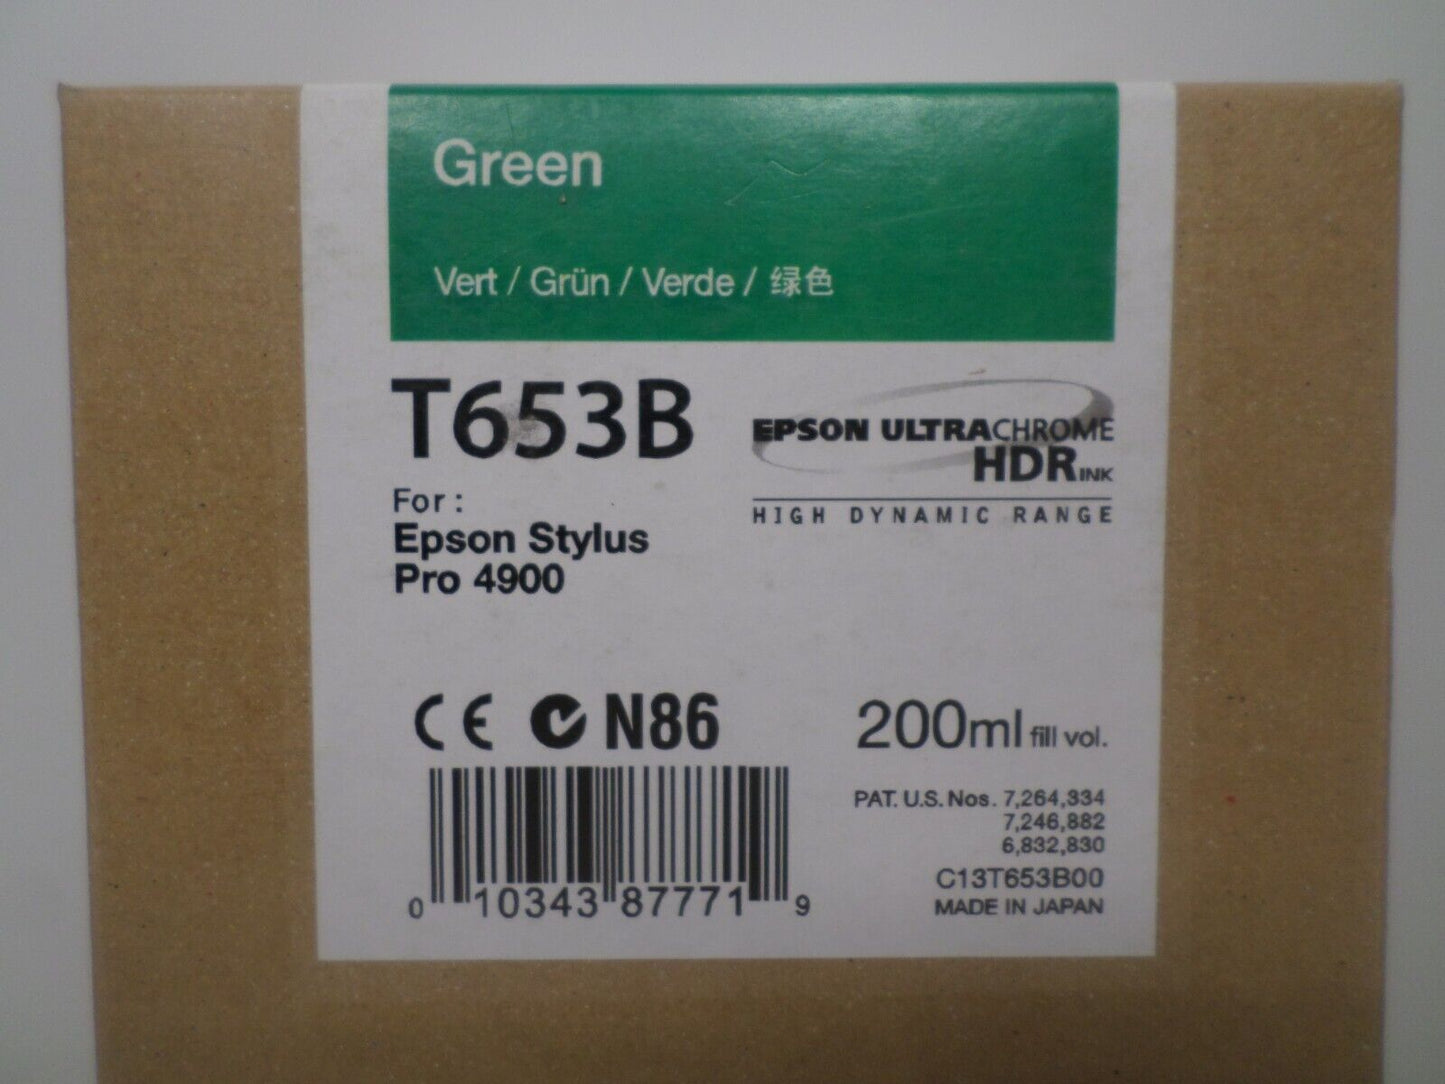 Green
Vert / Grün / Verde / 绿色
T653B
EPSON ULTRACHROME
HDR INK
HIGH DYNAMIC RANGE
For :
Epson Stylus
Pro 4900
CE N86
200ml fill vol.
PAT. U.S. Nos. 7,264,334
7,246,882
6,832,830
C13T653B00
MADE IN JAPAN
0 10343 87771 9